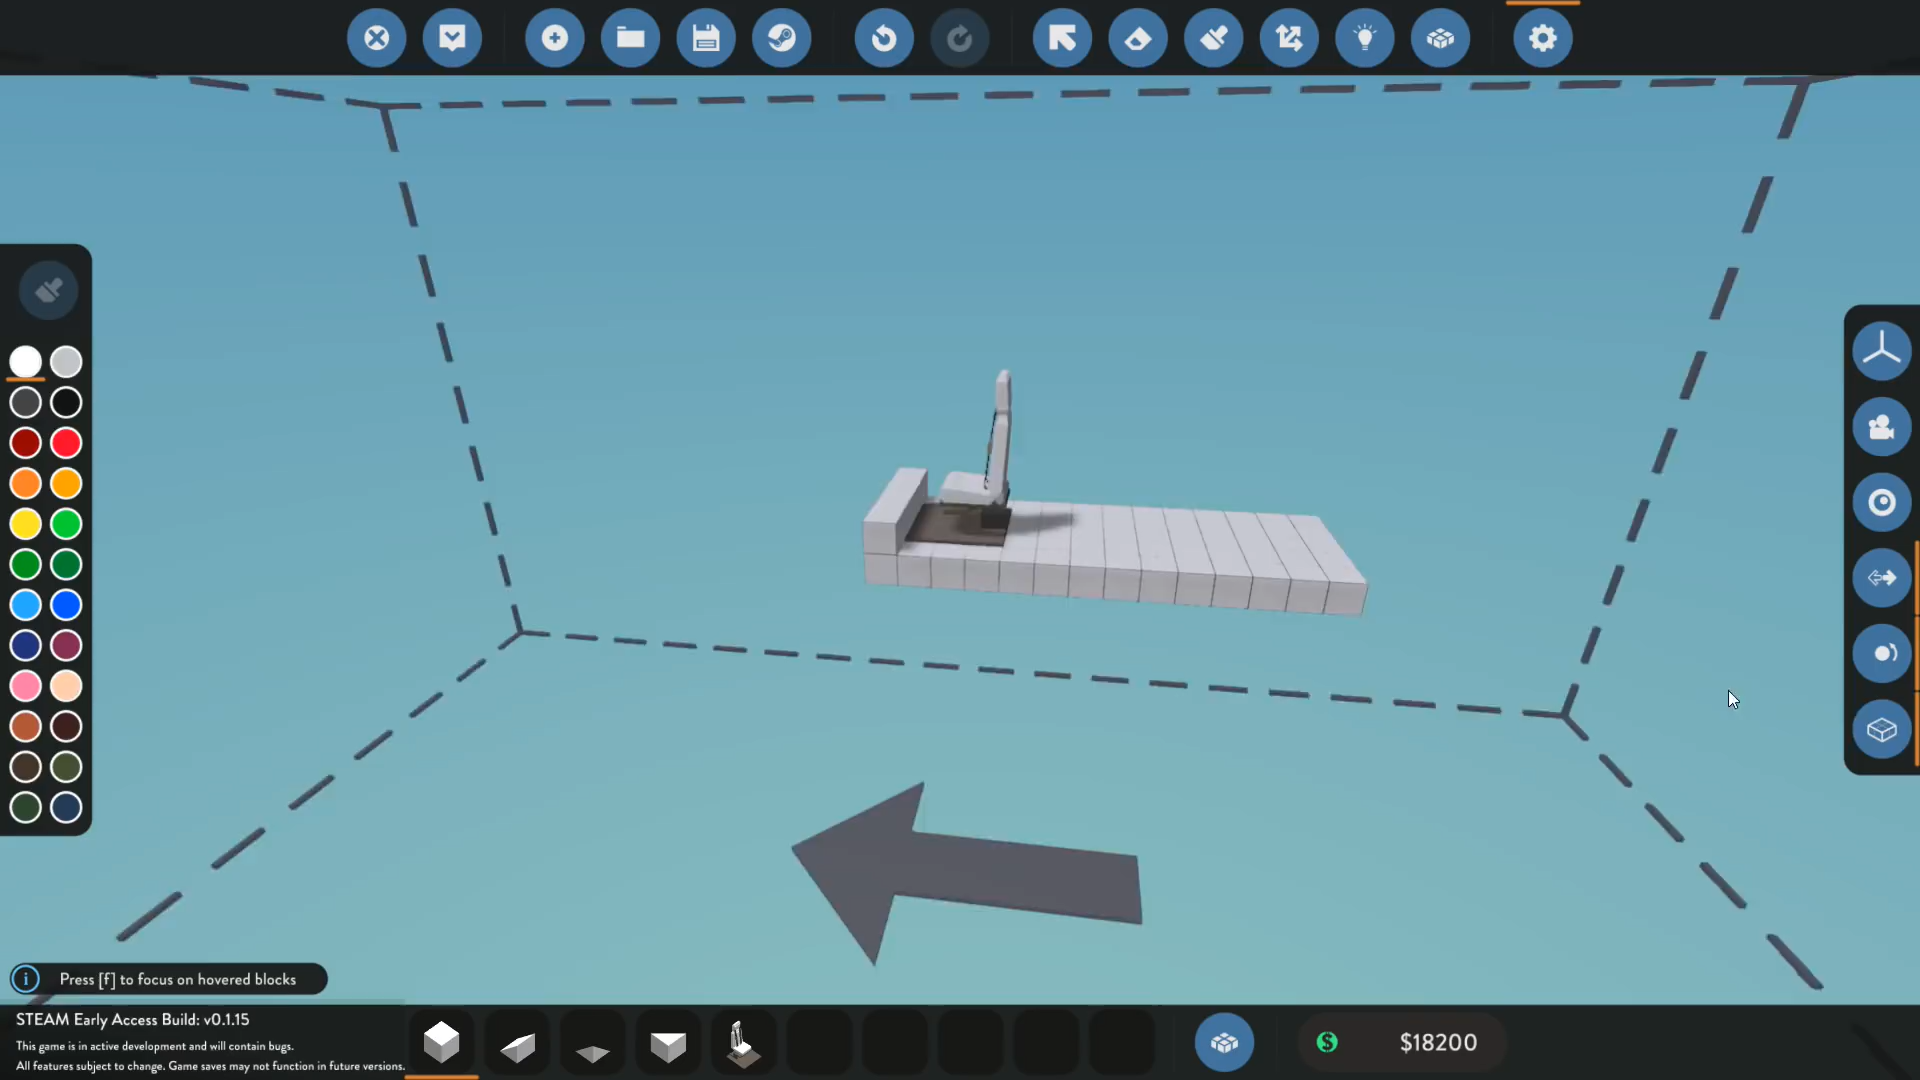 Press [f] to focus on hovered blocks
STEAM Early Access Build: v0.1.15
This game is in active development and will contain bugs.
All features subject to change. Game saves may not function in future versions.
$18200